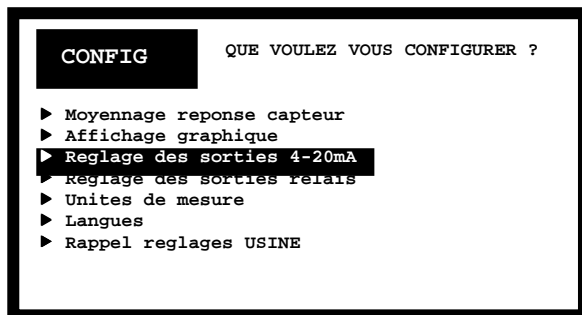 CONFIG
QUE VOULEZ VOUS CONFIGURER ?
Moyennage reponse capteur
Affichage graphique
Reglage des sorties 4-20mA
Reglage des sorties relais
Unites de mesure
Langues
Rappel reglages USINE